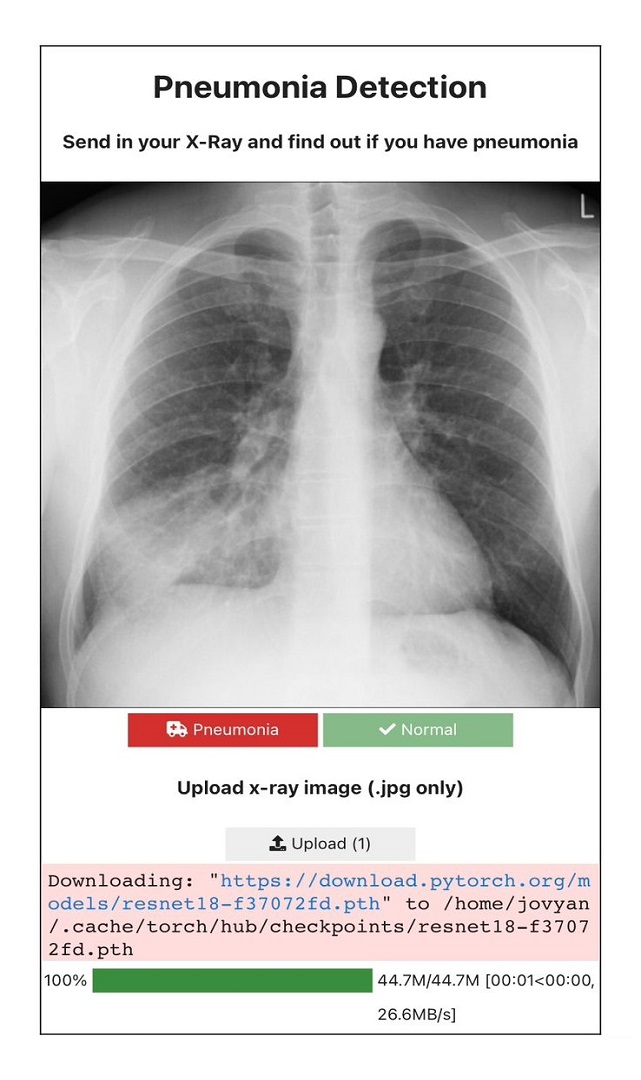 Pneumonia Detection
Send in your X-Ray and find out if you have pneumonia
L
Pneumonia
Normal
Upload x-ray image (.jpg only)
Upload (1)
Downloading: "https://download.pytorch.org/m
odels/resnet18-f37072fd.pth" to /home/jovyan
/.cache/torch/hub/checkpoints/resnet18-f3707
2fd.pth
100% 44.7M/44.7M [00:01<00:00,
26.6MB/s]